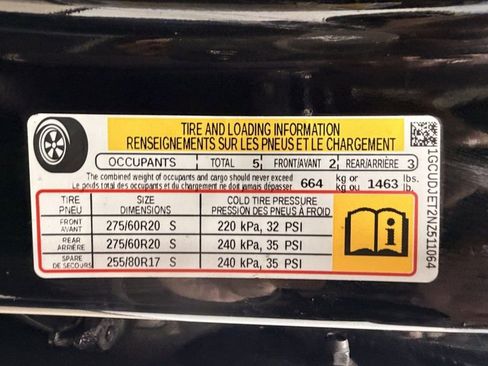 TIRE AND LOADING INFORMATION
RENSEIGNEMENTS SUR LES PNEUS ET LE CHARGEMENT
OCCUPANTS TOTAL 5 FRONT/AVANT 2 REAR/ARRIÈRE 3
The combined weight of occupants and cargo should never exceed 664 kg or 1463 lbs.
Le poids total des occupants et du chargement ne doit jamais dépasser kg ou lb.
TIRE SIZE COLD TIRE PRESSURE
PNEU DIMENSIONS PRESSION DES PNEUS À FROID
FRONT
AVANT 275/60R20 S 220 kPa, 32 PSI
REAR
ARRIÈRE 275/60R20 S 240 kPa, 35 PSI
SPARE
DE SECOURS 255/80R17 S 240 kPa, 35 PSI
1GCUDJET2NZ511064